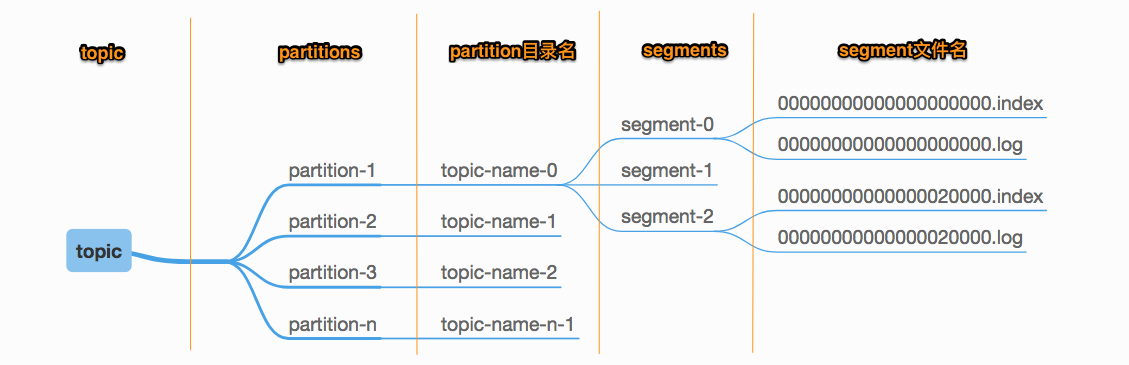 topic partitions partition目录名 segments segment文件名
00000000000000000000.index
segment-0
00000000000000000000.log
partition-1 topic-name-0 segment-1
00000000000000020000.index
partition-2 topic-name-1 segment-2
00000000000000020000.log
topic
partition-3 topic-name-2
partition-n topic-name-n-1